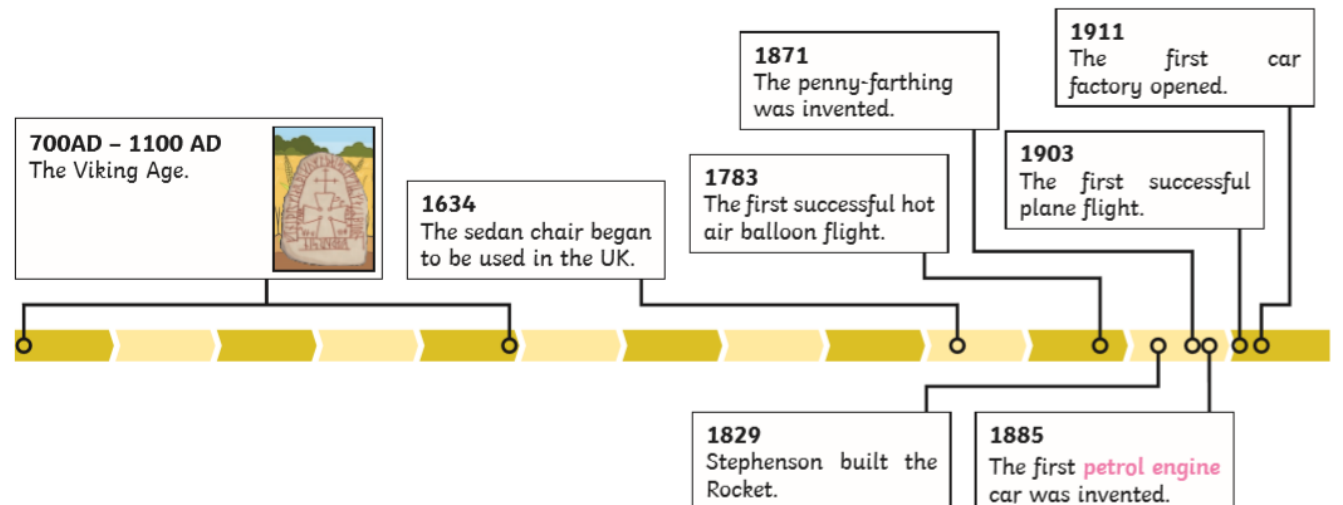 700AD – 1100 AD
The Viking Age.
1634
The sedan chair began
to be used in the UK.
1783
The first successful hot
air balloon flight.
1871
The penny-farthing
was invented.
1903
The first successful
plane flight.
1911
The first car
factory opened.
1829
Stephenson built the
Rocket.
1885
The first petrol engine
car was invented.